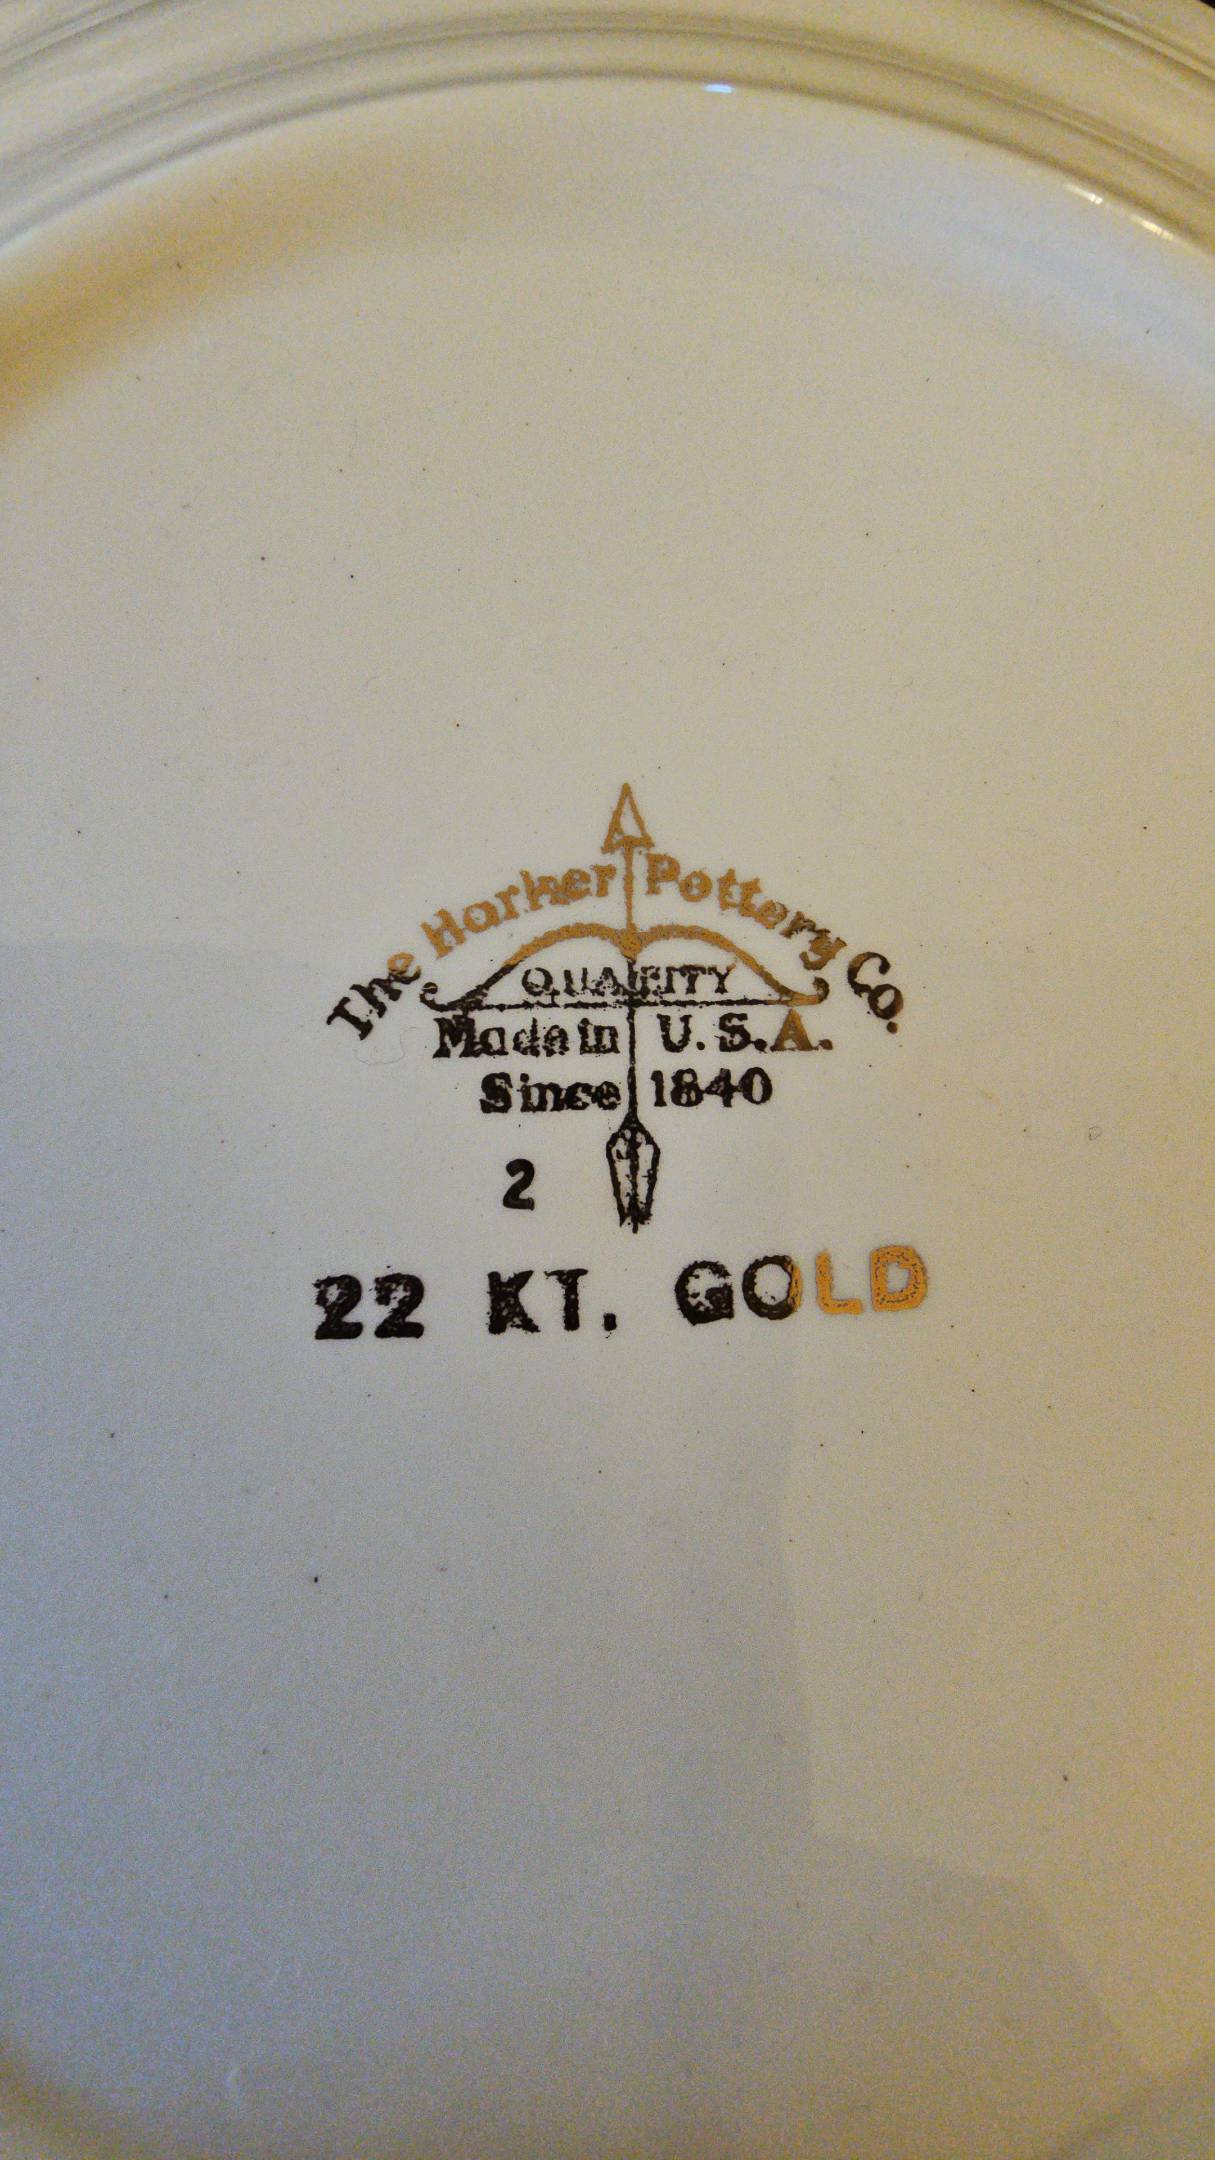 The Harker Pottery Co.
QUALITY
Made in U.S.A.
Since 1840
2
22 KT. GOLD